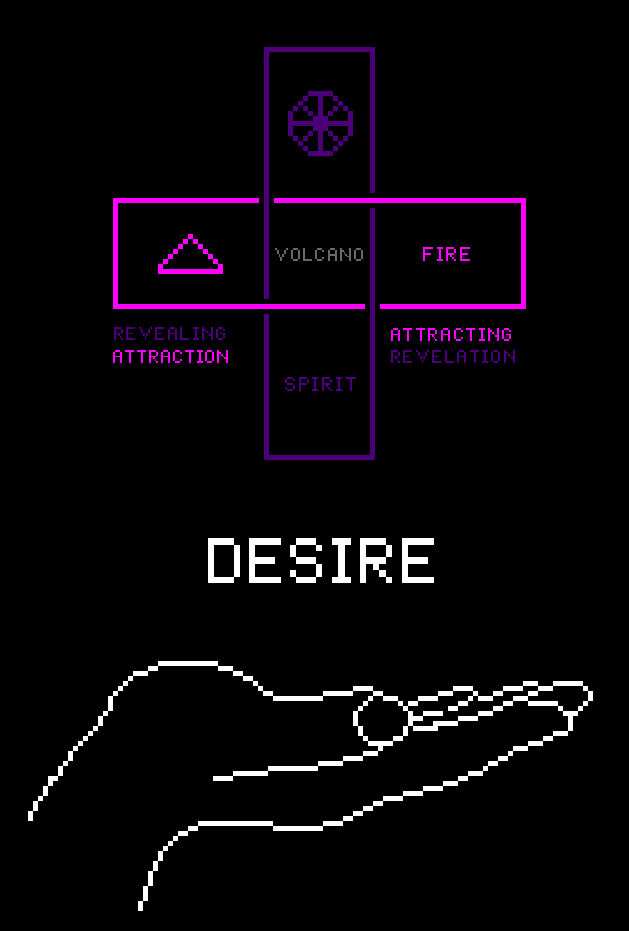 VOLCANO
FIRE
REVEALING
ATTRACTION
ATTRACTING
REVELATION
SPIRIT
DESIRE